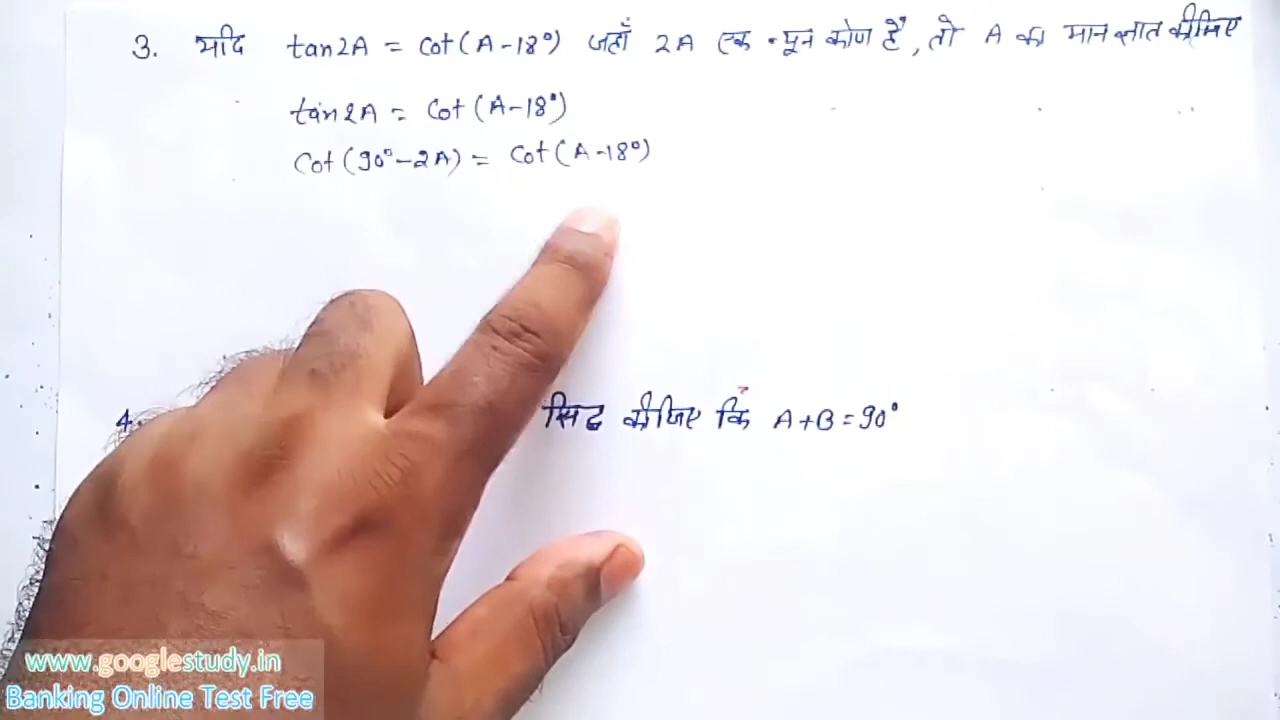 3. यदि tan2A = cot(A-18°) जहाँ 2A एक न्यून कोण है, तो A का मान ज्ञात कीजिए
tan2A = Cot(A-18°)
Cot(90°-2A) = Cot(A-18°)
4. सिद्ध कीजिए कि A+B=90°
www.googlestudy.in
Banking Online Test Free